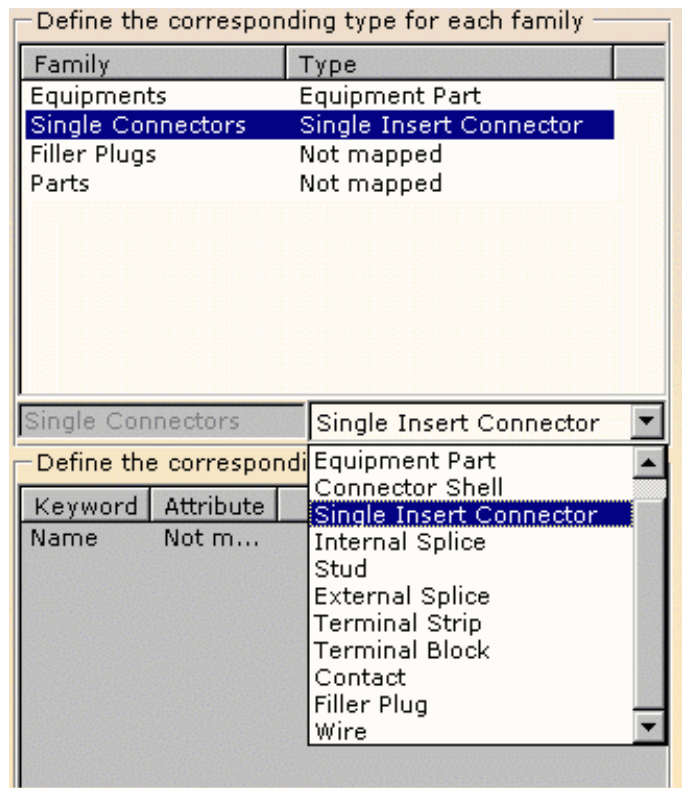 Define the corresponding type for each family
Family Type
Equipments Equipment Part
Single Connectors Single Insert Connector
Filler Plugs Not mapped
Parts Not mapped
Single Connectors Single Insert Connector
Define the correspondi
Equipment Part
Connector Shell
Single Insert Connector
Internal Splice
Stud
External Splice
Terminal Strip
Terminal Block
Contact
Filler Plug
Wire
Keyword Attribute
Name Not m...